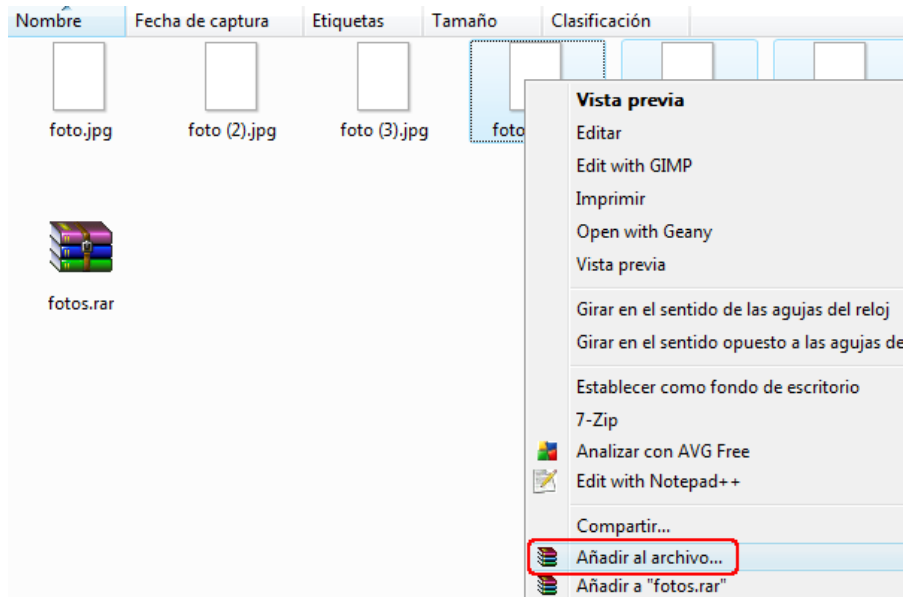 Nombre Fecha de captura Etiquetas Tamaño Clasificación
foto.jpg foto (2).jpg foto (3).jpg foto
fotos.rar
Vista previa
Editar
Edit with GIMP
Imprimir
Open with Geany
Vista previa
Girar en el sentido de las agujas del reloj
Girar en el sentido opuesto a las agujas de
Establecer como fondo de escritorio
7-Zip
Analizar con AVG Free
Edit with Notepad++
Compartir...
Añadir al archivo...
Añadir a "fotos.rar"